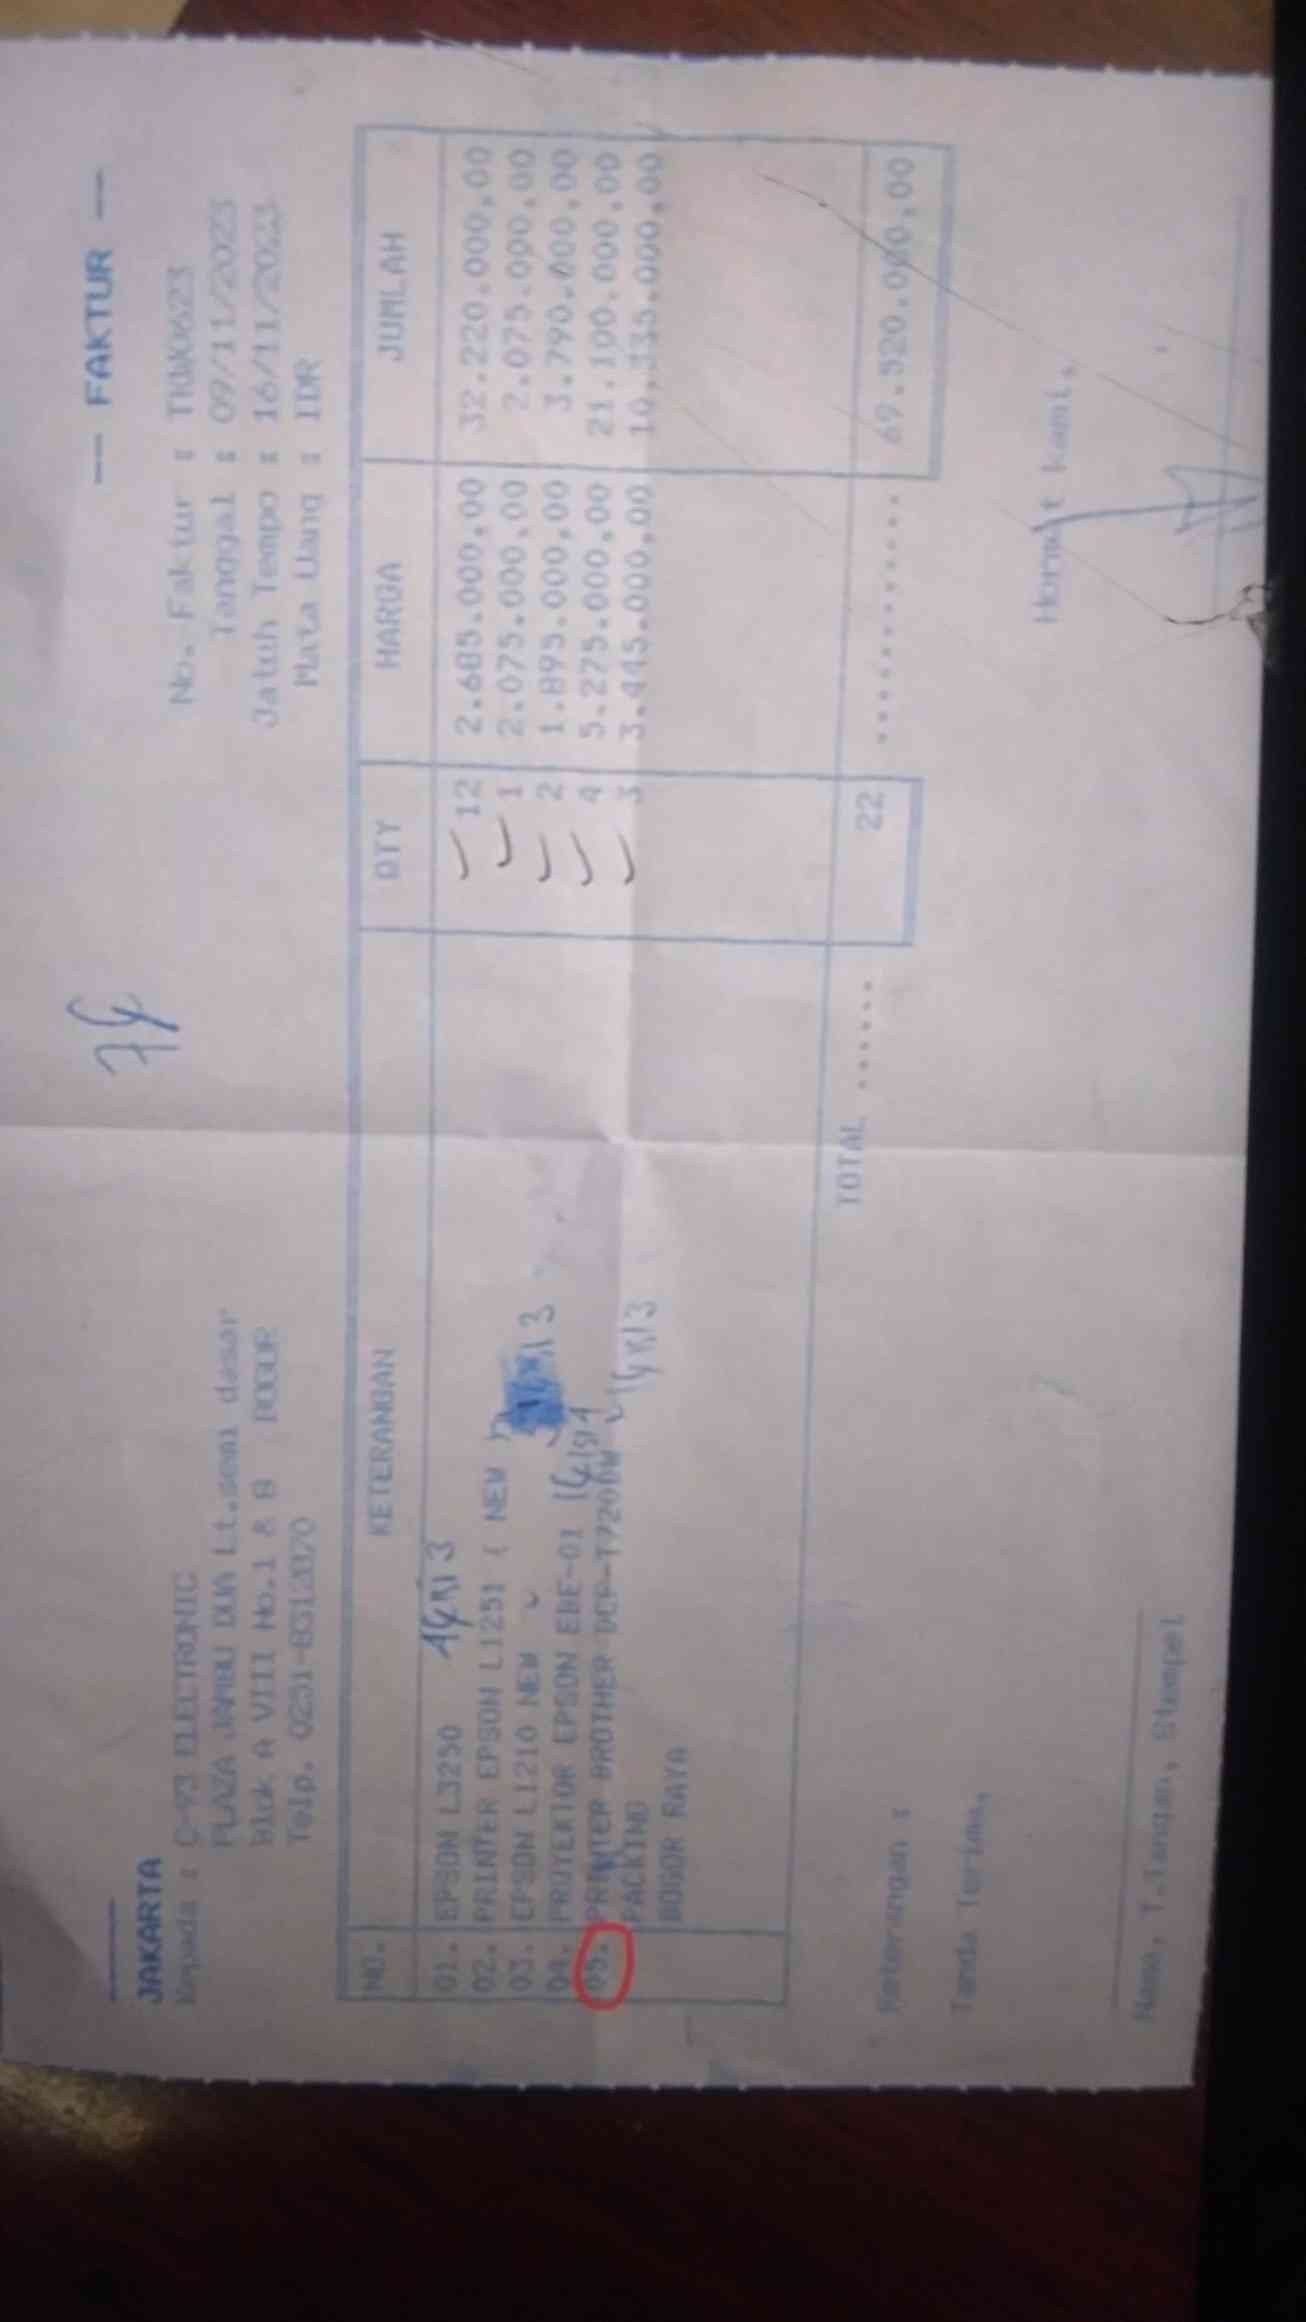 JAKARTA
-- FAKTUR --
Kepada : C-93 ELECTRONIC
No. Faktur :
PLAZA JAMBU DUA Lt.semi dasar
Tanggal : 09/11/2023
Blok A VIII No.1 & 8 BOGOR
Jatuh Tempo : 16/11/2023
Telp.
Mata Uang : IDR
NO. KETERANGAN QTY HARGA JUMLAH
01. EPSON L3250 12 2.685.000,00 32.220.000,00
02. PRINTER EPSON L1251 ( NEW ) 1 2.075.000,00 2.075.000,00
03. EPSON L1210 NEW 2 1.895.000,00 3.790.000,00
04. PROYEKTOR EPSON EBE-01 4 5.275.000,00 21.100.000,00
05. PRINTER BROTHER DCP-T720DW 3 3.445.000,00 10.335.000,00
PACKING
BOGOR RAYA
TOTAL ...... 22 ........... 69.520.000,00
Keterangan :
Tanda Terima,
Hormat kami,
Nama, T.Tangan, Stempel